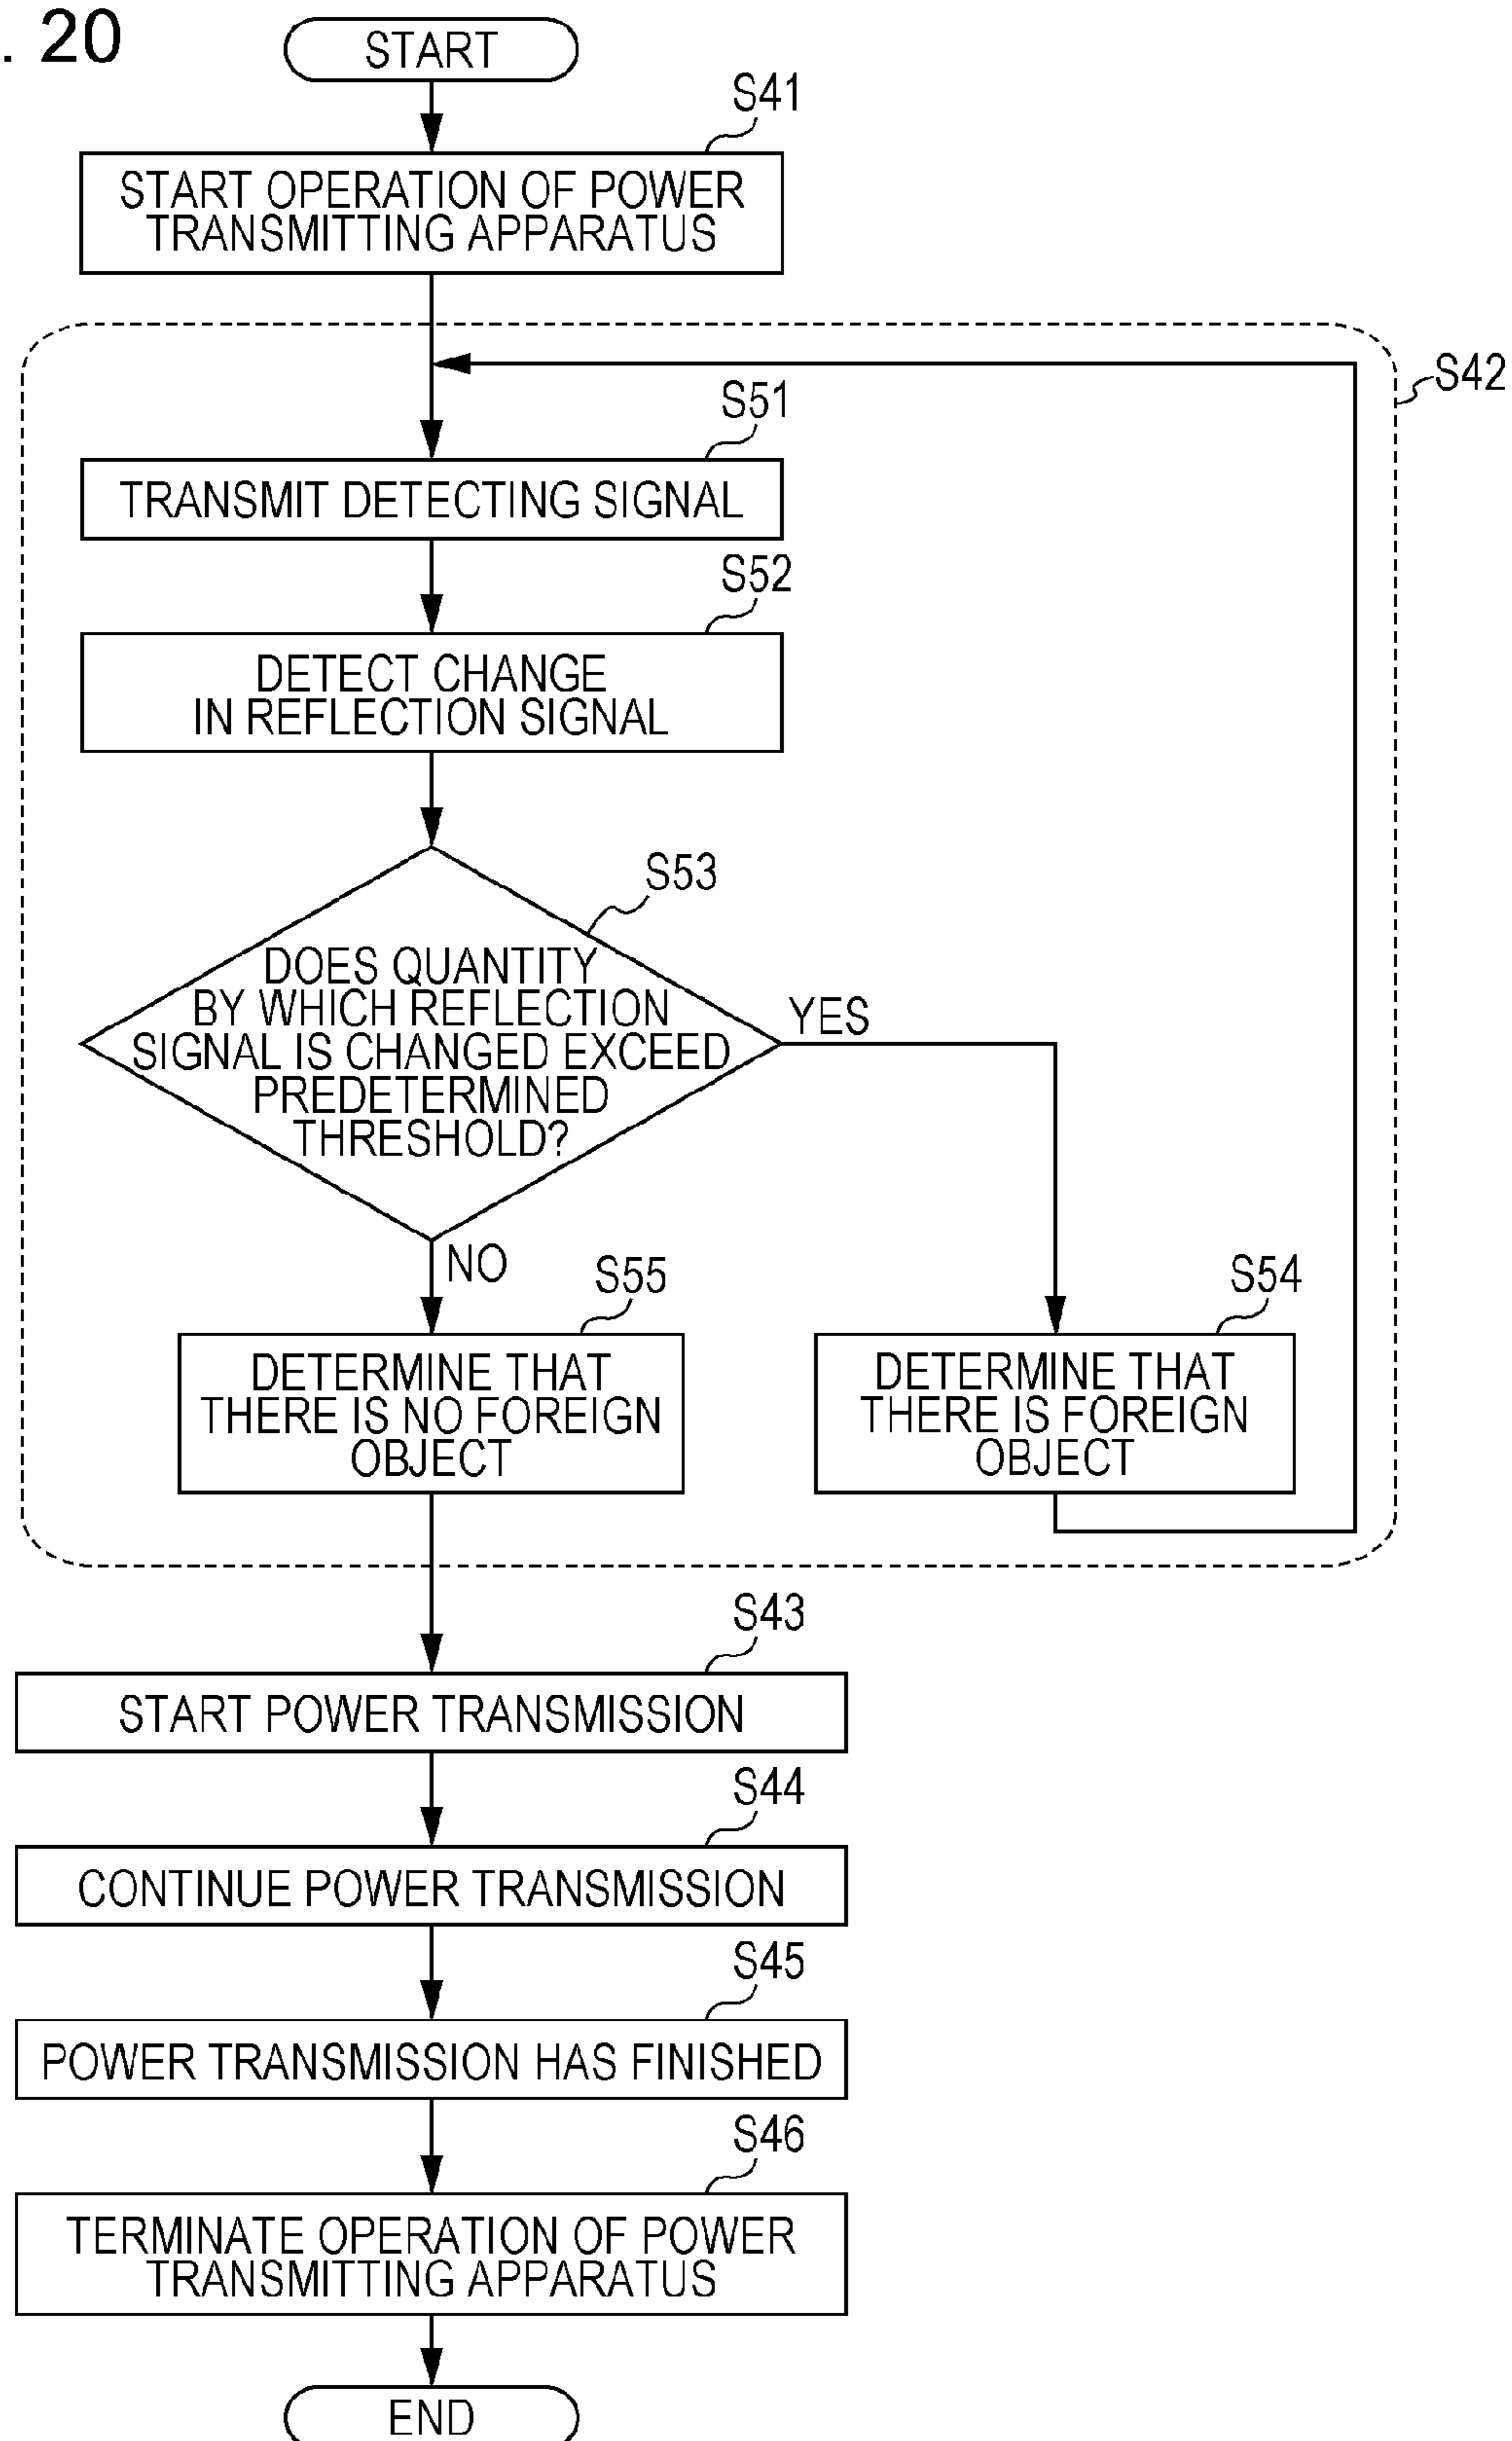 . 20
START
S41
START OPERATION OF POWER
TRANSMITTING APPARATUS
S42
S51
TRANSMIT DETECTING SIGNAL
S52
DETECT CHANGE
IN REFLECTION SIGNAL
S53
DOES QUANTITY
BY WHICH REFLECTION
SIGNAL IS CHANGED EXCEED
PREDETERMINED
THRESHOLD?
YES
NO
S55
DETERMINE THAT
THERE IS NO FOREIGN
OBJECT
S54
DETERMINE THAT
THERE IS FOREIGN
OBJECT
S43
START POWER TRANSMISSION
S44
CONTINUE POWER TRANSMISSION
S45
POWER TRANSMISSION HAS FINISHED
S46
TERMINATE OPERATION OF POWER
TRANSMITTING APPARATUS
END